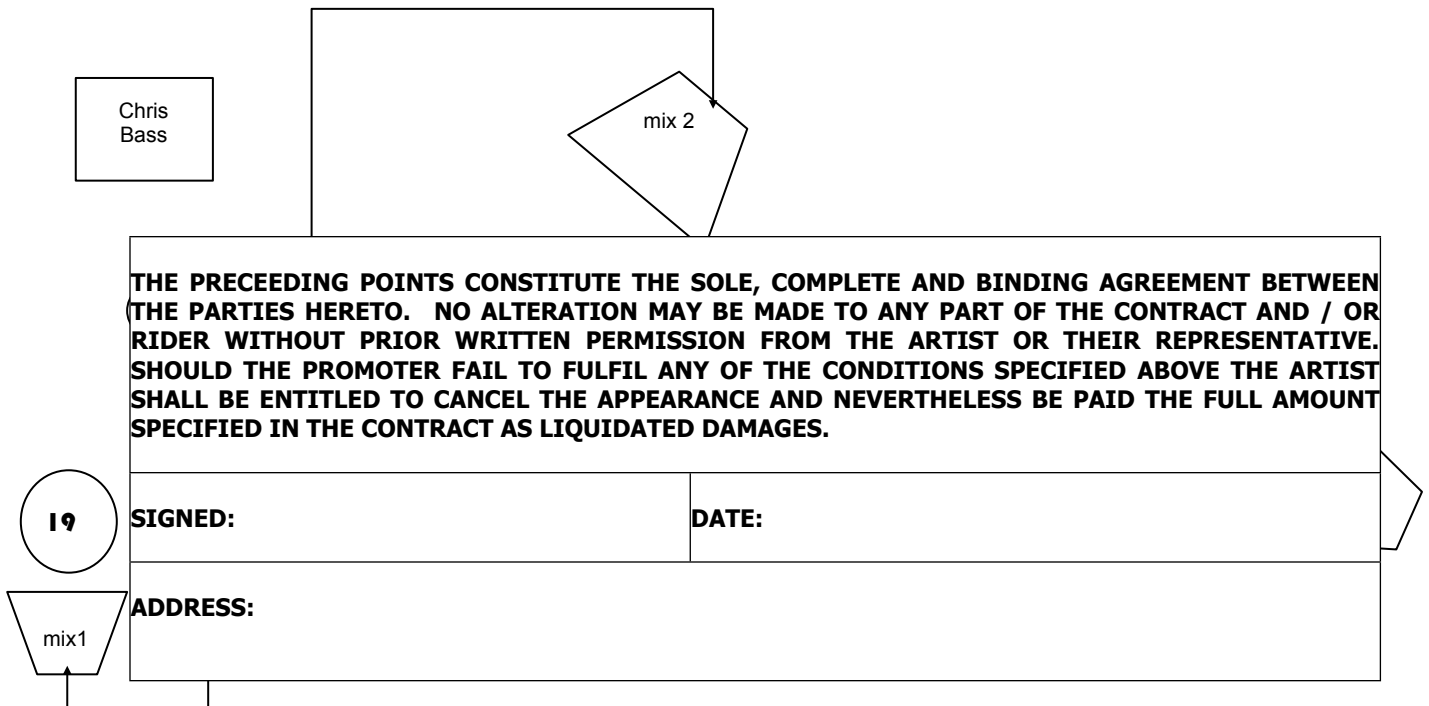 Chris
Bass
mix 2
THE PRECEEDING POINTS CONSTITUTE THE SOLE, COMPLETE AND BINDING AGREEMENT BETWEEN
THE PARTIES HERETO. NO ALTERATION MAY BE MADE TO ANY PART OF THE CONTRACT AND / OR
RIDER WITHOUT PRIOR WRITTEN PERMISSION FROM THE ARTIST OR THEIR REPRESENTATIVE.
SHOULD THE PROMOTER FAIL TO FULFIL ANY OF THE CONDITIONS SPECIFIED ABOVE THE ARTIST
SHALL BE ENTITLED TO CANCEL THE APPEARANCE AND NEVERTHELESS BE PAID THE FULL AMOUNT
SPECIFIED IN THE CONTRACT AS LIQUIDATED DAMAGES.
19
SIGNED:
DATE:
ADDRESS:
mix1